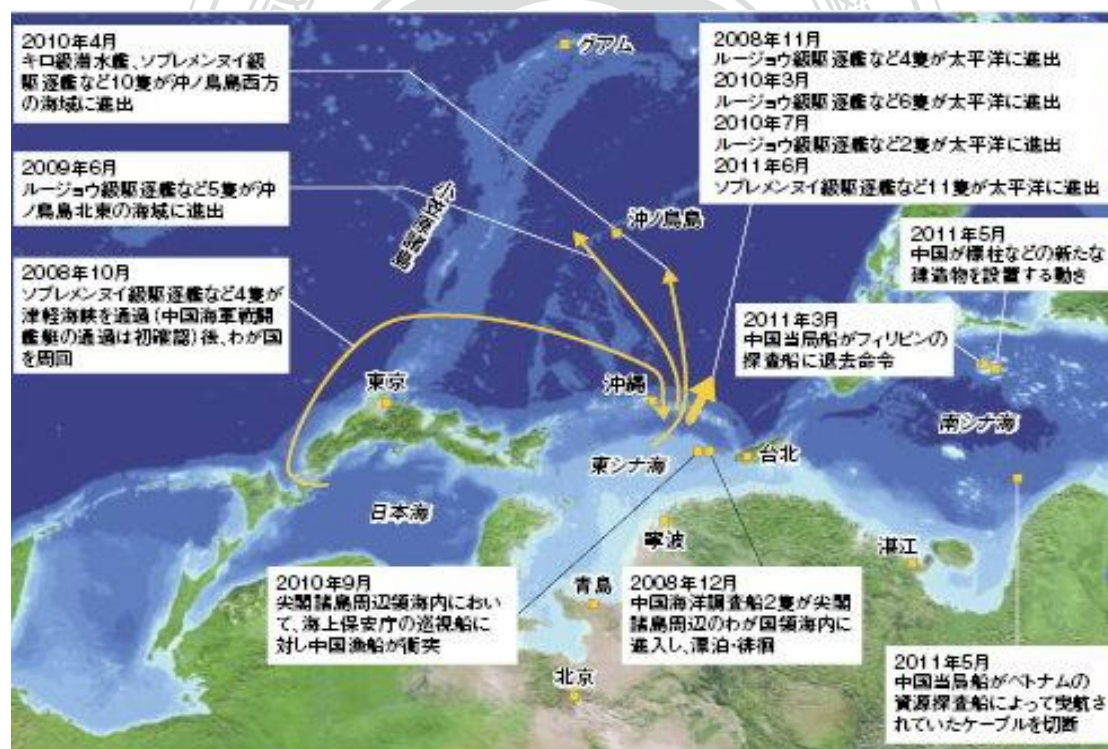 2010年4月
キロ級潜水艦、ソブレメンヌイ級
駆逐艦など10隻が沖ノ鳥島西方
の海域に進出
2009年6月
ルージョウ級駆逐艦など5隻が沖
ノ鳥島北東の海域に進出
2008年10月
ソブレメンヌイ級駆逐艦など4隻が
津軽海峡を通過(中国海軍戦闘
艦艇の通過は初確認)後、わが国
を周回
グアム
小笠原諸島
沖ノ鳥島
2008年11月
ルージョウ級駆逐艦など4隻が太平洋に進出
2010年3月
ルージョウ級駆逐艦など6隻が太平洋に進出
2010年7月
ルージョウ級駆逐艦など2隻が太平洋に進出
2011年6月
ソブレメンヌイ級駆逐艦など11隻が太平洋に進出
2011年5月
中国が標柱などの新たな
建造物を設置する動き
2011年3月
中国当局船がフィリピンの
探査船に退去命令
東京
沖縄
東シナ海
台北
南シナ海
日本海
寧波
湛江
青島
北京
2010年9月
尖閣諸島周辺領海内におい
て、海上保安庁の巡視船に
対し中国漁船が衝突
2008年12月
中国海洋調査船2隻が尖閣
諸島周辺のわが国領海内に
進入し、漂泊・徘徊
2011年5月
中国当局船がベトナムの
資源探査船によって曳航さ
れていたケーブルを切断